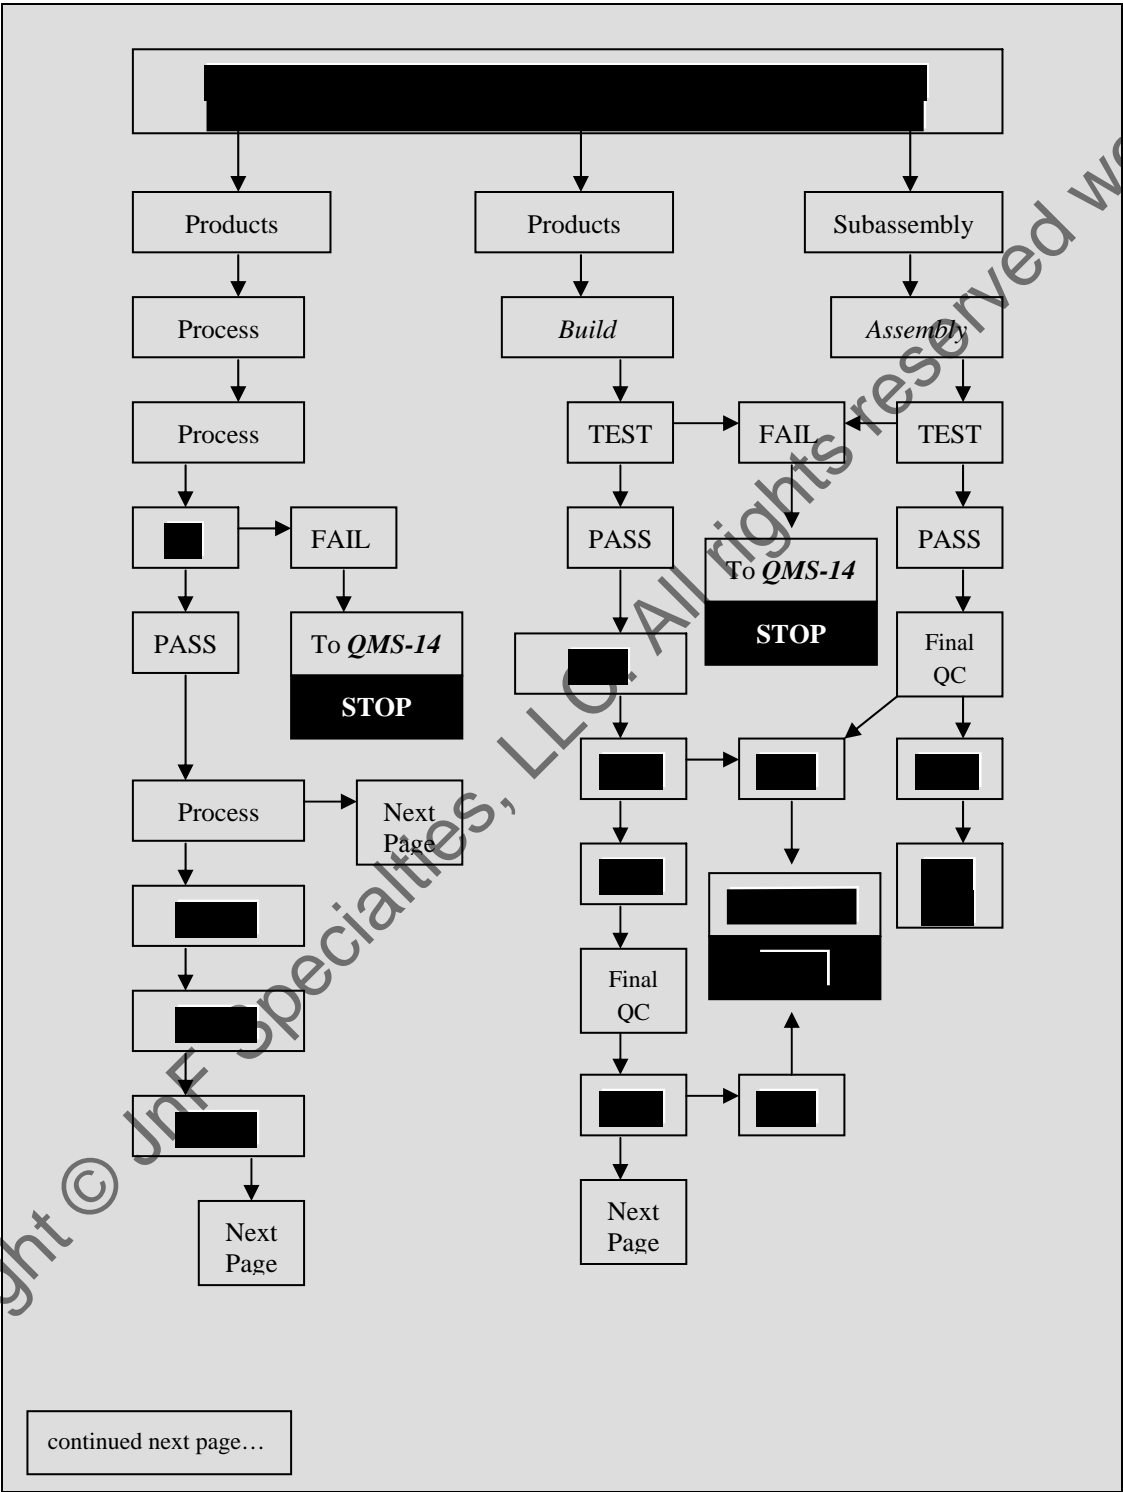 Products
Products
Subassembly
Process
Build
Assembly
Process
TEST
FAIL
TEST
FAIL
PASS
PASS
To QMS-14
STOP
PASS
To QMS-14
STOP
Final
QC
Process
Next
Page
Final
QC
Next
Page
Next
Page
continued next page…
ght © JnF Specialties, LLC. All rights reserved